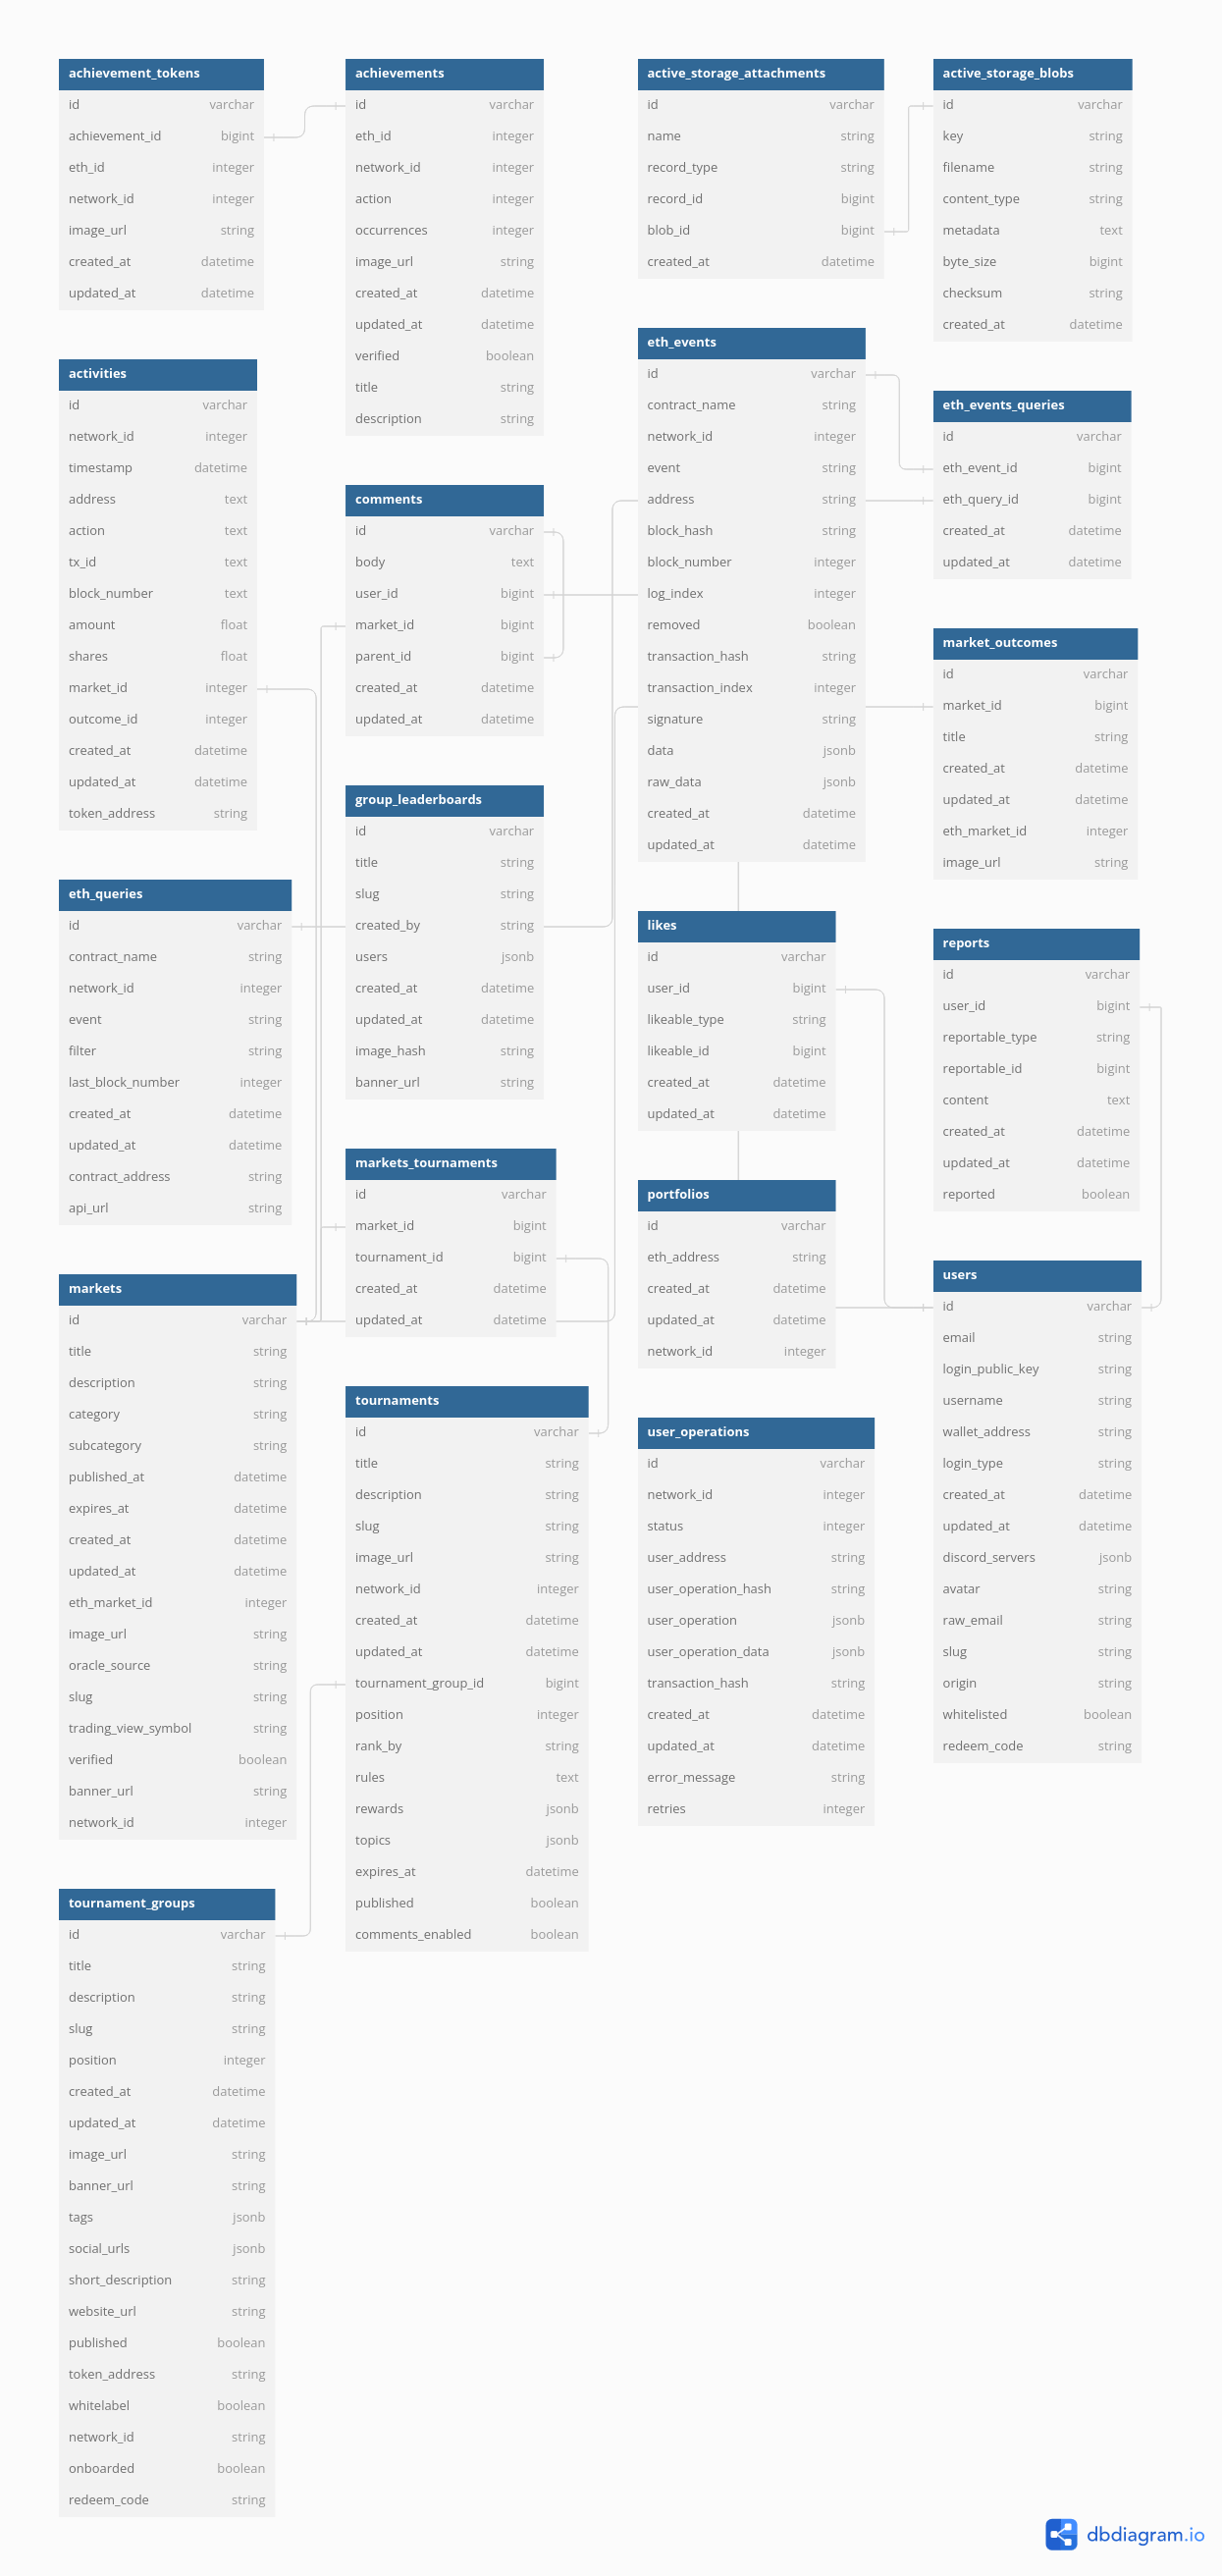 achievement_tokens
id varchar
achievement_id bigint
eth_id integer
network_id integer
image_url string
created_at datetime
updated_at datetime
activities
id varchar
network_id integer
timestamp datetime
address text
action text
tx_id text
block_number text
amount float
shares float
market_id integer
outcome_id integer
created_at datetime
updated_at datetime
token_address string
eth_queries
id varchar
contract_name string
network_id integer
event string
filter string
last_block_number integer
created_at datetime
updated_at datetime
contract_address string
api_url string
markets
id varchar
title string
description string
category string
subcategory string
published_at datetime
expires_at datetime
created_at datetime
updated_at datetime
eth_market_id integer
image_url string
oracle_source string
slug string
trading_view_symbol string
verified boolean
banner_url string
network_id integer
tournament_groups
id varchar
title string
description string
slug string
position integer
created_at datetime
updated_at datetime
image_url string
banner_url string
tags jsonb
social_urls jsonb
short_description string
website_url string
published boolean
token_address string
whitelabel boolean
network_id string
onboarded boolean
redeem_code string
achievements
id varchar
eth_id integer
network_id integer
action integer
occurrences integer
image_url string
created_at datetime
updated_at datetime
verified boolean
title string
description string
comments
id varchar
body text
user_id bigint
market_id bigint
parent_id bigint
created_at datetime
updated_at datetime
group_leaderboards
id varchar
title string
slug string
created_by string
users jsonb
created_at datetime
updated_at datetime
image_hash string
banner_url string
markets_tournaments
id varchar
market_id bigint
tournament_id bigint
created_at datetime
updated_at datetime
tournaments
id varchar
title string
description string
slug string
image_url string
network_id integer
created_at datetime
updated_at datetime
tournament_group_id bigint
position integer
rank_by string
rules text
rewards jsonb
topics jsonb
expires_at datetime
published boolean
comments_enabled boolean
active_storage_attachments
id varchar
name string
record_type string
record_id bigint
blob_id bigint
created_at datetime
eth_events
id varchar
contract_name string
network_id integer
event string
address string
block_hash string
block_number integer
log_index integer
removed boolean
transaction_hash string
transaction_index integer
signature string
data jsonb
raw_data jsonb
created_at datetime
updated_at datetime
likes
id varchar
user_id bigint
likeable_type string
likeable_id bigint
created_at datetime
updated_at datetime
portfolios
id varchar
eth_address string
created_at datetime
updated_at datetime
network_id integer
user_operations
id varchar
network_id integer
status integer
user_address string
user_operation_hash string
user_operation jsonb
user_operation_data jsonb
transaction_hash string
created_at datetime
updated_at datetime
error_message string
retries integer
active_storage_blobs
id varchar
key string
filename string
content_type string
metadata text
byte_size bigint
checksum string
created_at datetime
eth_events_queries
id varchar
eth_event_id bigint
eth_query_id bigint
created_at datetime
updated_at datetime
market_outcomes
id varchar
market_id bigint
title string
created_at datetime
updated_at datetime
eth_market_id integer
image_url string
reports
id varchar
user_id bigint
reportable_type string
reportable_id bigint
content text
created_at datetime
updated_at datetime
reported boolean
users
id varchar
email string
login_public_key string
username string
wallet_address string
login_type string
created_at datetime
updated_at datetime
discord_servers jsonb
avatar string
raw_email string
slug string
origin string
whitelisted boolean
redeem_code string
dbdiagram.io